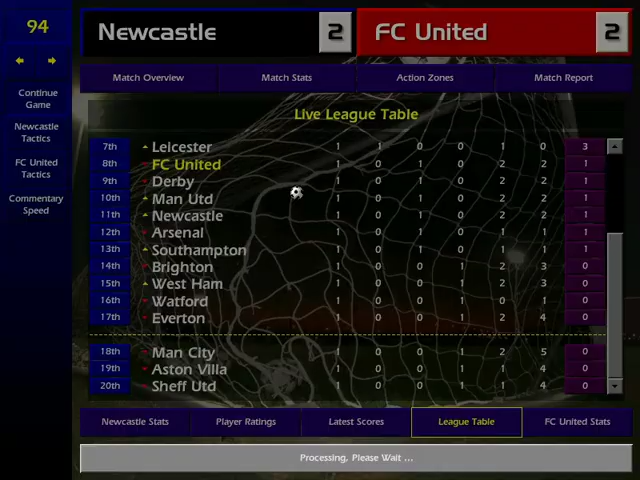 94
Newcastle 2 FC United 2
Match Overview Match Stats Action Zones Match Report
Continue Game
Newcastle Tactics
FC United Tactics
Commentary Speed
Live League Table
7th Leicester 1 1 0 0 1 0 3
8th FC United 1 0 1 0 2 2 1
9th Derby 1 0 1 0 2 2 1
10th Man Utd 1 0 1 0 2 2 1
11th Newcastle 1 0 1 0 2 2 1
12th Arsenal 1 0 1 0 1 1 1
13th Southampton 1 0 1 0 1 1 1
14th Brighton 1 0 0 1 2 3 0
15th West Ham 1 0 0 1 2 3 0
16th Watford 1 0 0 1 0 1 0
17th Everton 1 0 0 1 2 4 0
18th Man City 1 0 0 1 2 5 0
19th Aston Villa 1 0 0 1 1 4 0
20th Sheff Utd 1 0 0 1 1 4 0
Newcastle Stats Player Ratings Latest Scores League Table FC United Stats
Processing, Please Wait ...